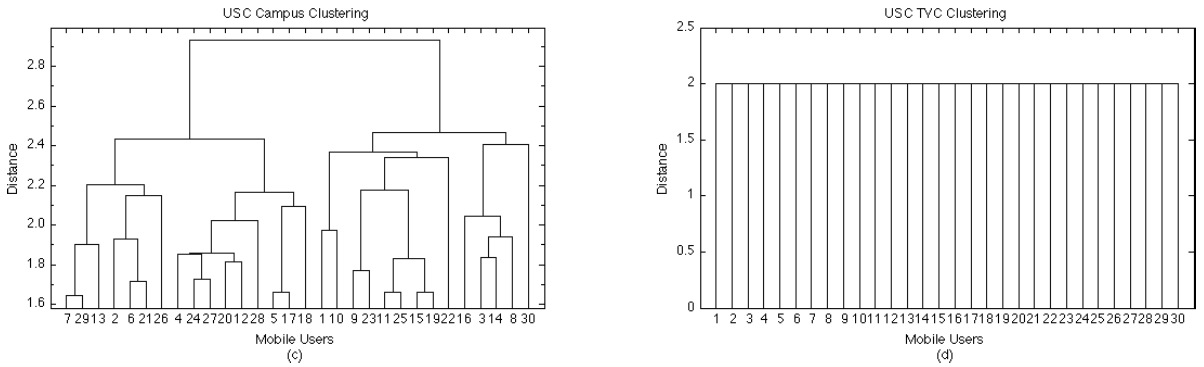 USC Campus Clustering
2.8
2.6
2.4
2.2
2.0
1.8
1.6
Distance
7 29 13 2 6 21 26 4 24 27 20 12 28 5 17 18 1 10 9 23 11 25 15 19 22 16 3 14 8 30
Mobile Users
(c)
USC TVC Clustering
2.5
2
1.5
1
0.5
0
Distance
1 2 3 4 5 6 7 8 9 10 11 12 13 14 15 16 17 18 19 20 21 22 23 24 25 26 27 28 29 30
Mobile Users
(d)